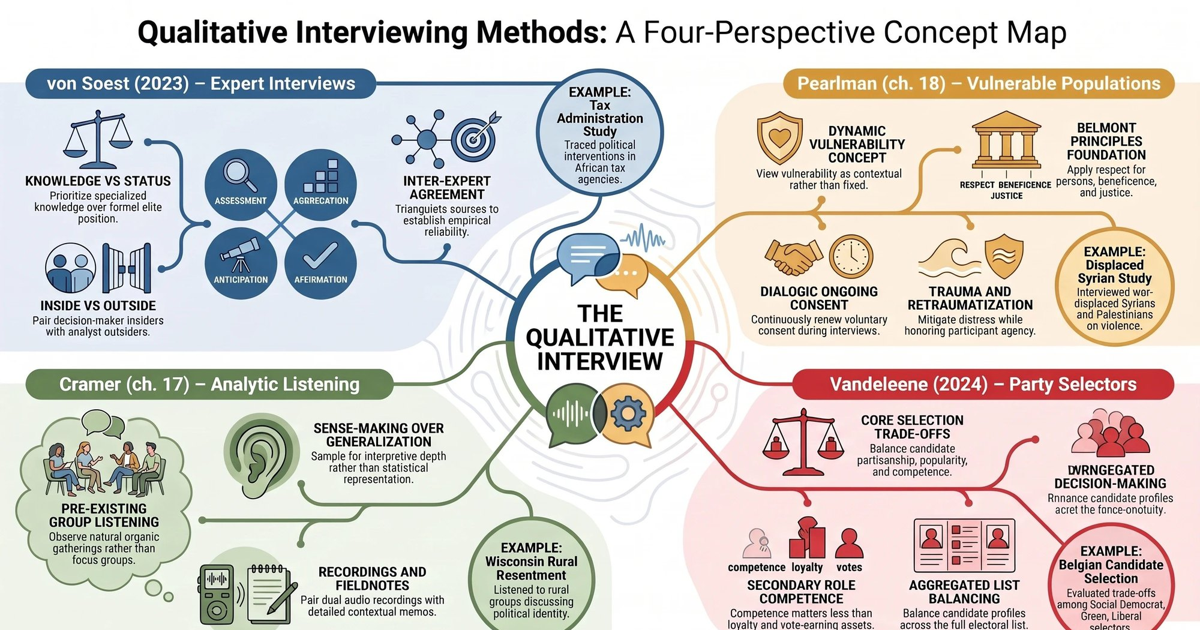 Qualitative Interviewing Methods: A Four-Perspective Concept Map
von Soest (2023) – Expert Interviews
KNOWLEDGE VS STATUS
Prioritize specialized
knowledge over formel elite
position.
INSIDE VS OUTSIDE
Pair decision-maker insiders
with analyst outsiders.
ASSESSMENT
AGGRECATION
ANTICIPATION
AFEIRMATION
INTER-EXPERT
AGREEMENT
Trianguiets sourses to
establish empirical
reliability.
EXAMPLE:
Tax
Administration
Study
Traced political
interventions in
African tax
agencies.
Pearlman (ch. 18) – Vulnerable Populations
DYNAMIC
VULNERABILITY
CONCEPT
View vulnerability as contextual
rather than fixed.
RESPECT BENEFICENCE
JUSTICE
BELMONT
PRINCIPLES
FOUNDATION
Apply respect for
persons, beneficence,
and justice.
DIALOGIC ONGOING
CONSENT
Continuously renew voluntary
consent during interviews.
TRAUMA AND
RETRAUMATIZATION
Mitigate distress while
honoring participant agency.
EXAMPLE:
Displaced
Syrian Study
Interviewed wor-
displaced Syrians
and Palestinians
on violence.
THE
QUALITATIVE
INTERVIEW
Cramer (ch. 17) – Analytic Listening
PRE-EXISTING
GROUP LISTENING
Observe natural organic
gatherings rather than
focus groups.
SENSE-MAKING OVER
GENERALIZATION
Sample for interpretive depth
rather than statistical
representation.
RECORDINGS AND
FIELDNOTES
Pair dual audio recordings with
detailed contextual memos.
EXAMPLE:
Wisconsin Rural
Resentment
Listened to rural
groups discussing
political identity.
Vandeleene (2024) – Party Selectors
CORE SELECTION
TRADE-OFFS
Balance candidate
partisanship, popularity,
and competence.
DWRNGEGATED
DECISION-MAKING
Rnnance candidate profiles
acret the fonce-onotuity.
competence loyalty votes
SECONDARY ROLE
COMPETENCE
Competence matters less than
loyalty and vote-earning assets.
AGGREGATED LIST
BALANCING
Balance candidate profiles
across the full electoral list.
EXAMPLE:
Belgian Candidate
Selection
Evaluated trade-offs
among Social Democrat,
Green, Liberal
selectors.